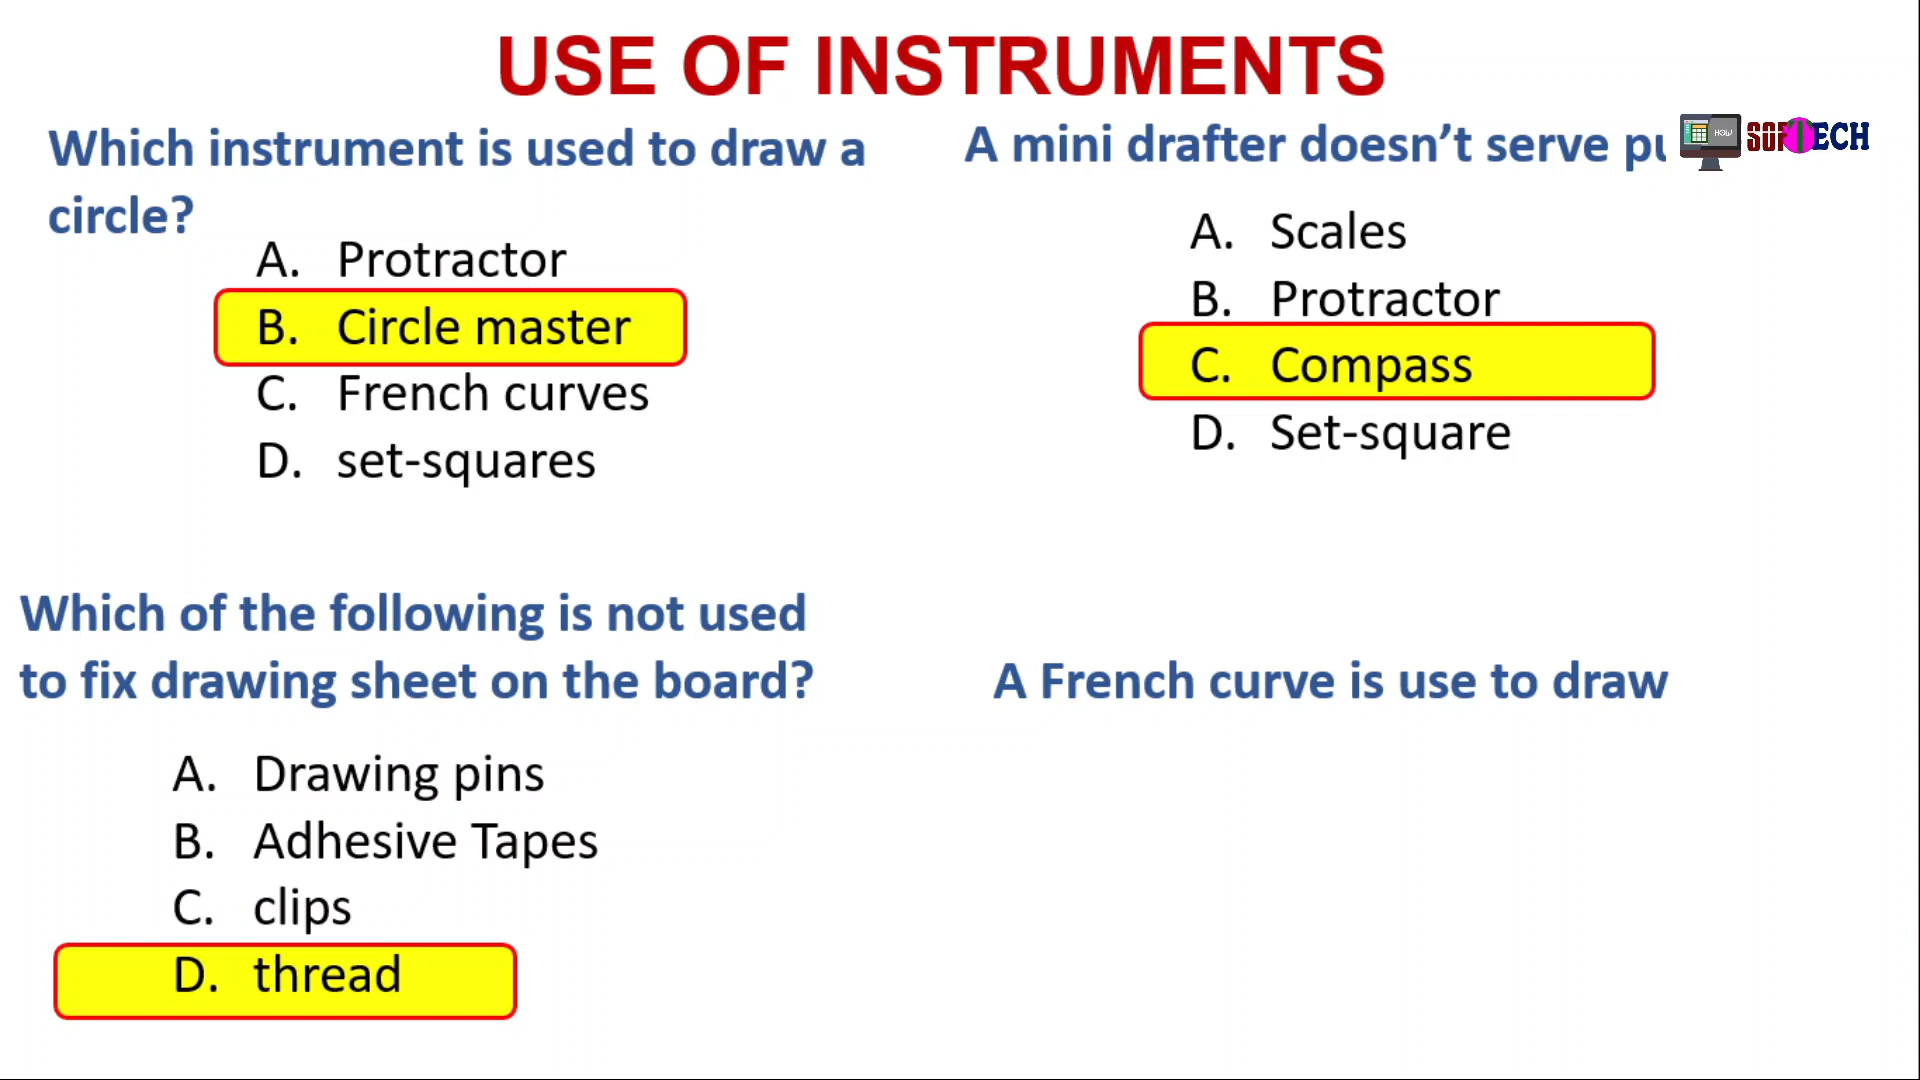 USE OF INSTRUMENTS
Which instrument is used to draw a
circle?
A. Protractor
B. Circle master
C. French curves
D. set-squares
A mini drafter doesn’t serve
HOW
SOFTECH
A. Scales
B. Protractor
C. Compass
D. Set-square
Which of the following is not used
to fix drawing sheet on the board?
A. Drawing pins
B. Adhesive Tapes
C. clips
D. thread
A French curve is use to draw